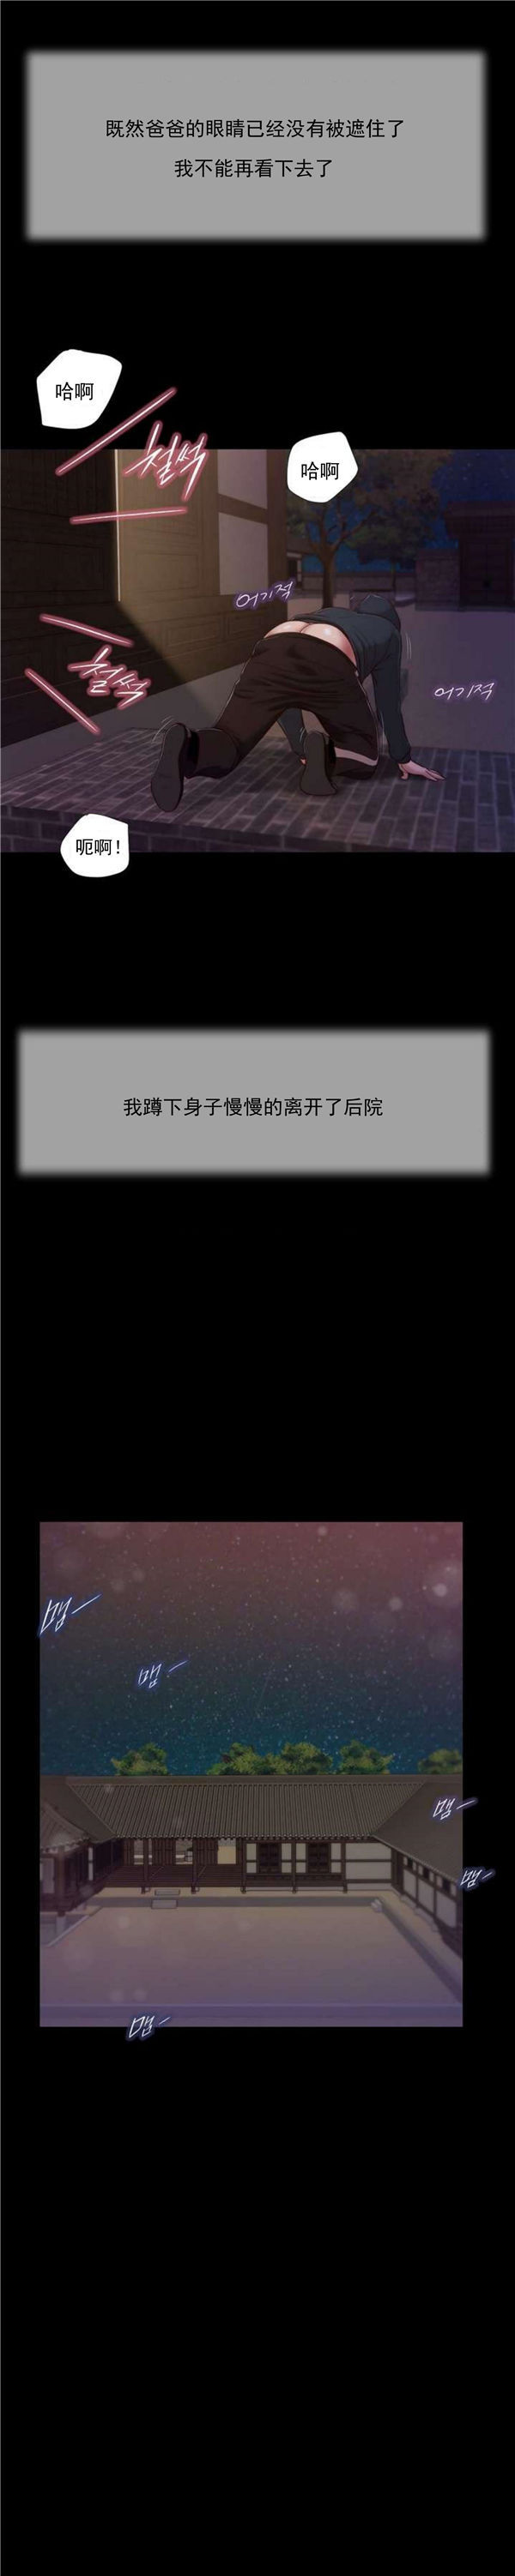 既然爸爸的眼睛已经没有被遮住了
我不能再看下去了
哈啊
철썩
哈啊
어기적
철썩
어기적
呃啊!
我蹲下身子慢慢的离开了后院
맴—
맴—
맴—
맴—
맴—